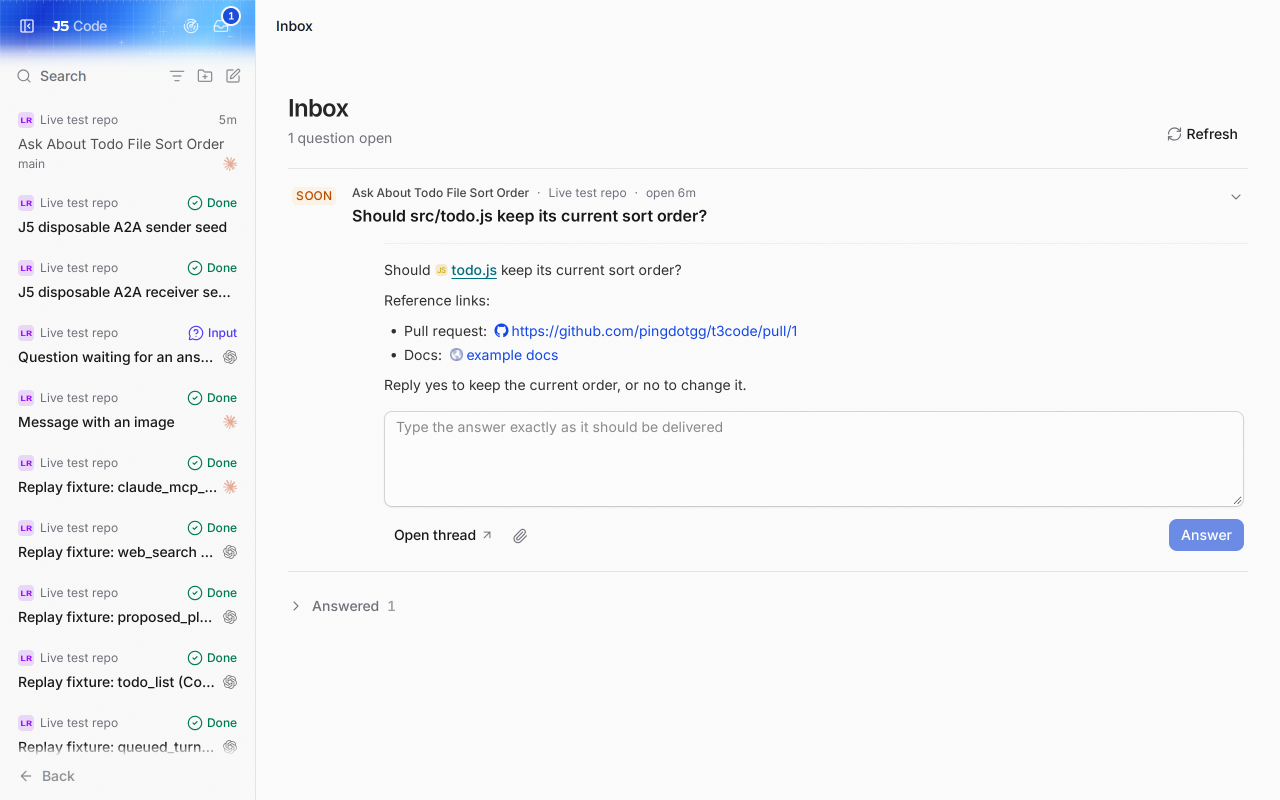 J5 Code
1
Search
LR Live test repo 5m
Ask About Todo File Sort Order
main
LR Live test repo Done
J5 disposable A2A sender seed
LR Live test repo Done
J5 disposable A2A receiver se...
LR Live test repo Input
Question waiting for an ans...
LR Live test repo Done
Message with an image
LR Live test repo Done
Replay fixture: claude_mcp_...
LR Live test repo Done
Replay fixture: web_search ...
LR Live test repo Done
Replay fixture: proposed_pl...
LR Live test repo Done
Replay fixture: todo_list (Co...
LR Live test repo Done
Replay fixture: queued_turn...
Back
Inbox
Inbox
1 question open
Refresh
SOON
Ask About Todo File Sort Order · Live test repo · open 6m
Should src/todo.js keep its current sort order?
Should JS todo.js keep its current sort order?
Reference links:
• Pull request: https://github.com/pingdotgg/t3code/pull/1
• Docs: example docs
Reply yes to keep the current order, or no to change it.
Type the answer exactly as it should be delivered
Open thread
Answer
Answered 1